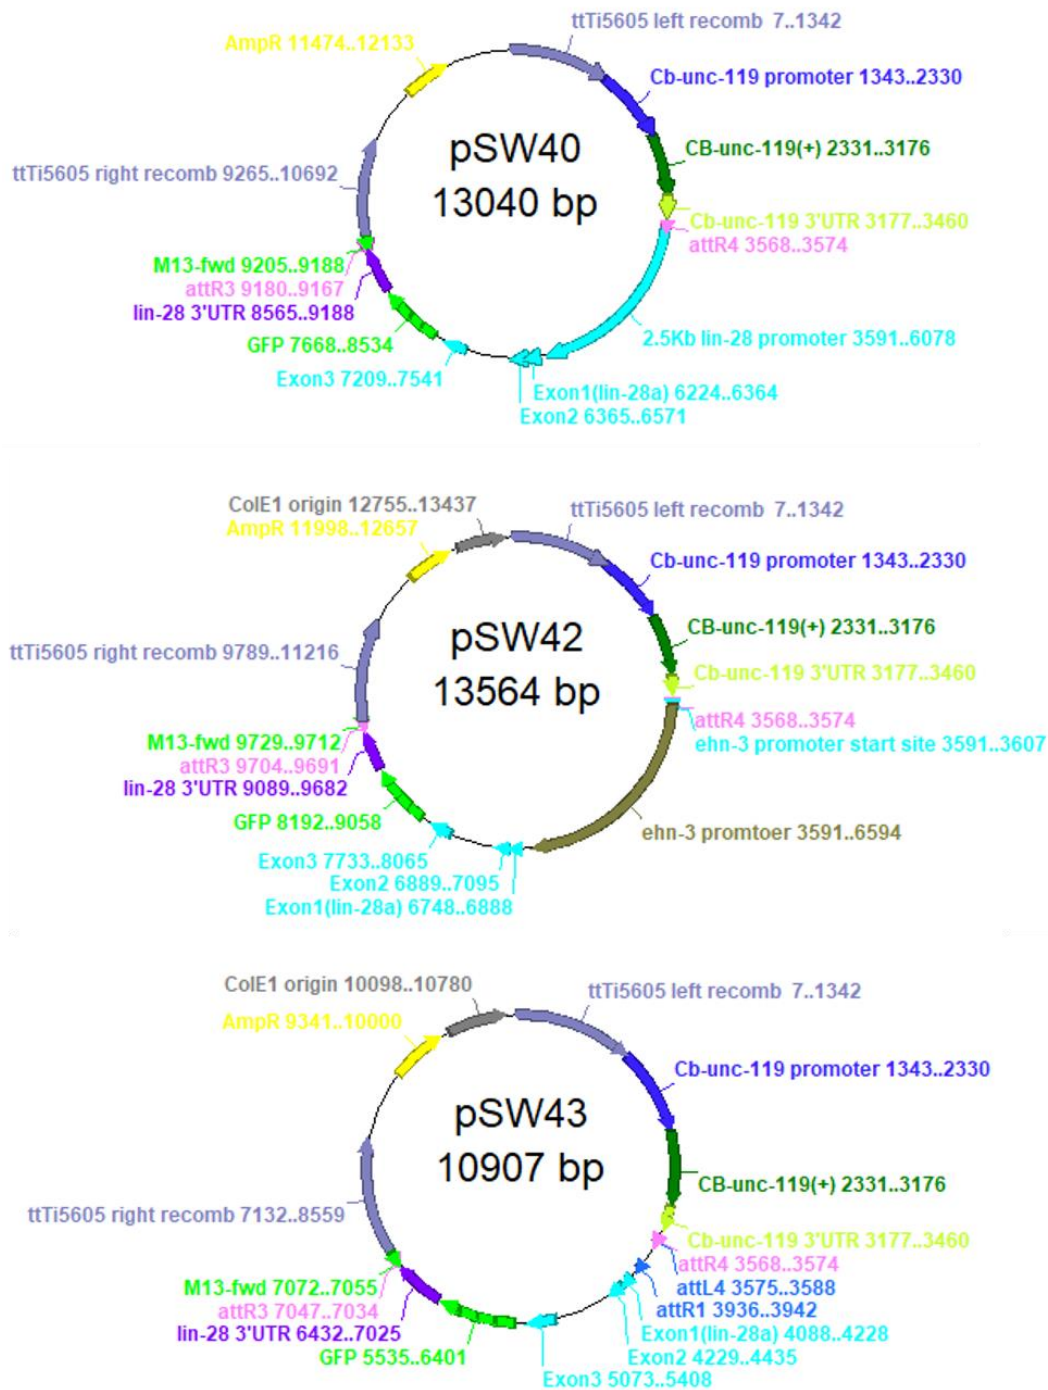 ttTi5605 left recomb 7..1342
AmpR 11474..12133
Cb-unc-119 promoter 1343..2330
pSW40
13040 bp
CB-unc-119(+) 2331..3176
ttTi5605 right recomb 9265..10692
Cb-unc-119 3'UTR 3177..3460
attR4 3568..3574
M13-fwd 9205..9188
attR3 9180..9167
lin-28 3'UTR 8565..9188
GFP 7668..8534
2.5Kb lin-28 promoter 3591..6078
Exon3 7209..7541
Exon1(lin-28a) 6224..6364
Exon2 6365..6571
ColE1 origin 12755..13437
ttTi5605 left recomb 7..1342
AmpR 11998..12657
Cb-unc-119 promoter 1343..2330
pSW42
13564 bp
CB-unc-119(+) 2331..3176
ttTi5605 right recomb 9789..11216
Cb-unc-119 3'UTR 3177..3460
attR4 3568..3574
M13-fwd 9729..9712
ehn-3 promoter start site 3591..3607
attR3 9704..9691
lin-28 3'UTR 9089..9682
GFP 8192..9058
ehn-3 promtoer 3591..6594
Exon3 7733..8065
Exon2 6889..7095
Exon1(lin-28a) 6748..6888
ColE1 origin 10098..10780
ttTi5605 left recomb 7..1342
AmpR 9341..10000
Cb-unc-119 promoter 1343..2330
pSW43
10907 bp
CB-unc-119(+) 2331..3176
ttTi5605 right recomb 7132..8559
Cb-unc-119 3'UTR 3177..3460
attR4 3568..3574
M13-fwd 7072..7055
attL4 3575..3588
attR3 7047..7034
attR1 3936..3942
lin-28 3'UTR 6432..7025
Exon1(lin-28a) 4088..4228
GFP 5535..6401
Exon2 4229..4435
Exon3 5073..5408